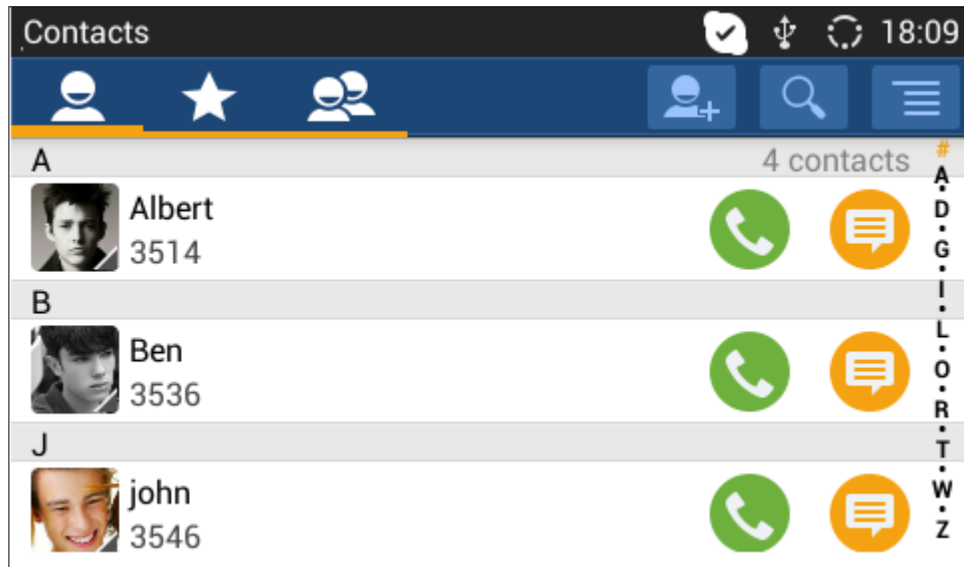 Contacts 18:09
A 4 contacts
Albert
3514
B
Ben
3536
J
john
3546
#
A
D
G
I
L
O
R
T
W
Z